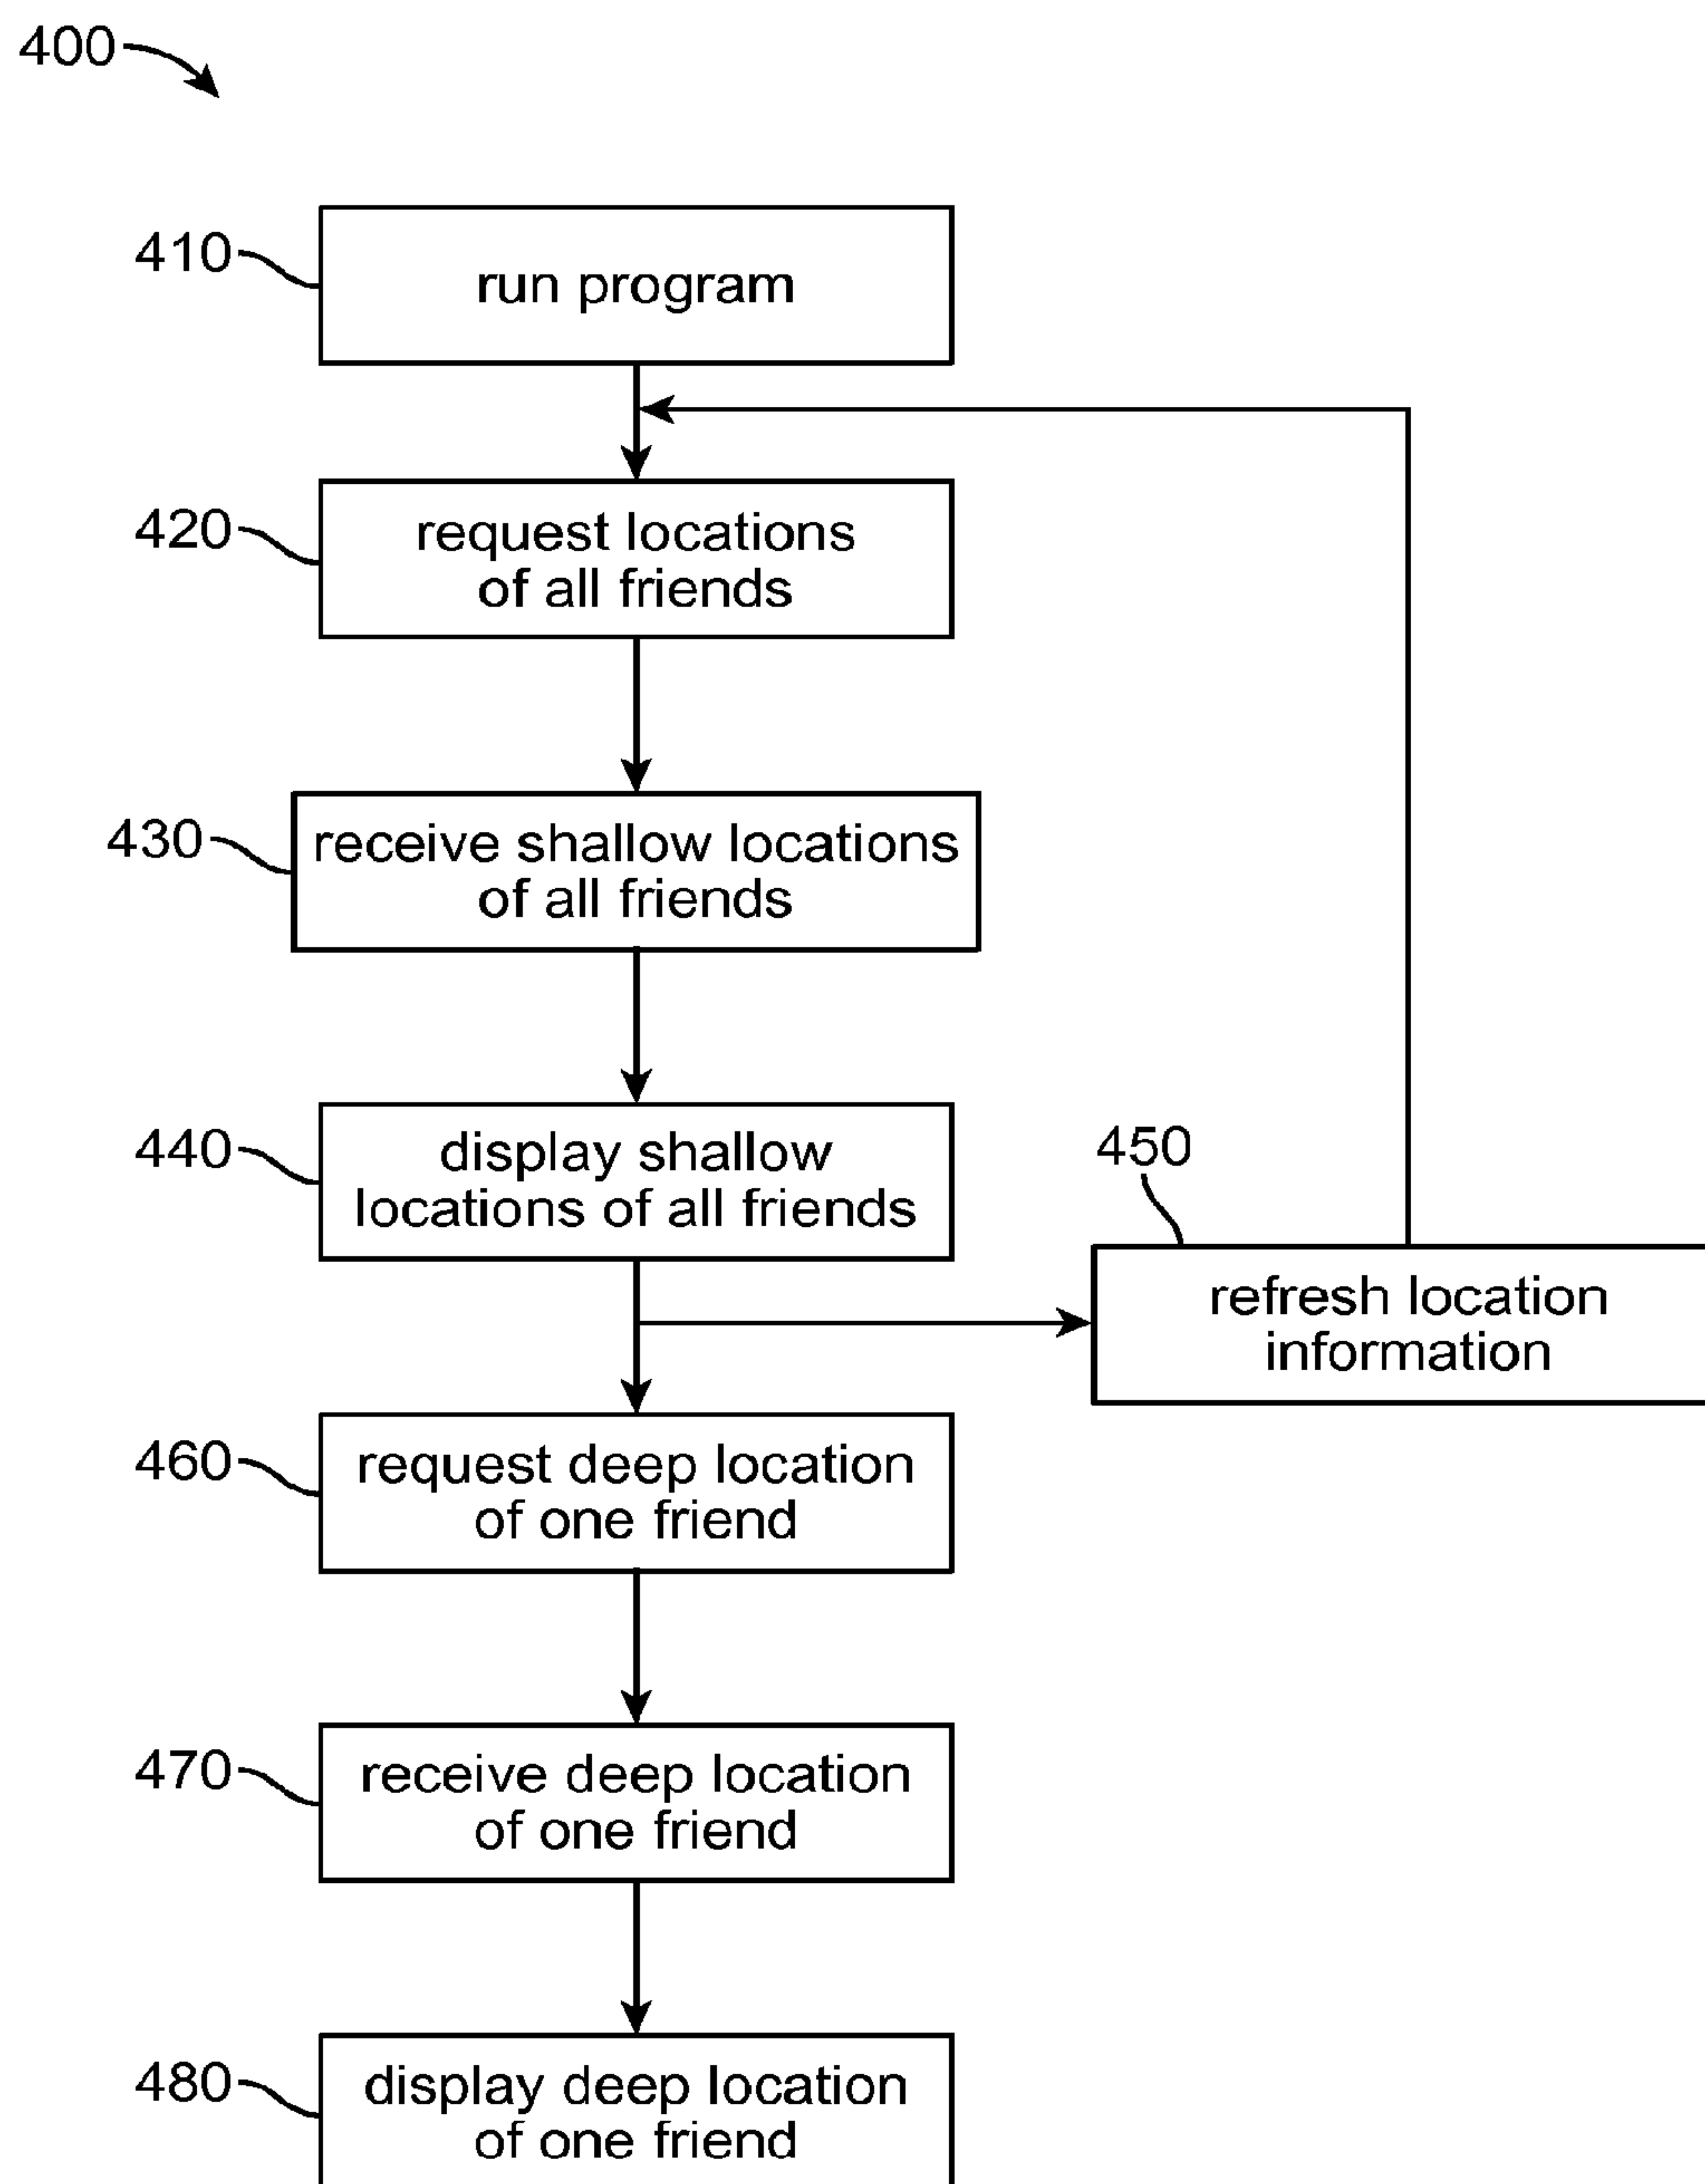 400
410
run program
420
request locations
of all friends
430
receive shallow locations
of all friends
440
display shallow
locations of all friends
450
refresh location
information
460
request deep location
of one friend
470
receive deep location
of one friend
480
display deep location
of one friend